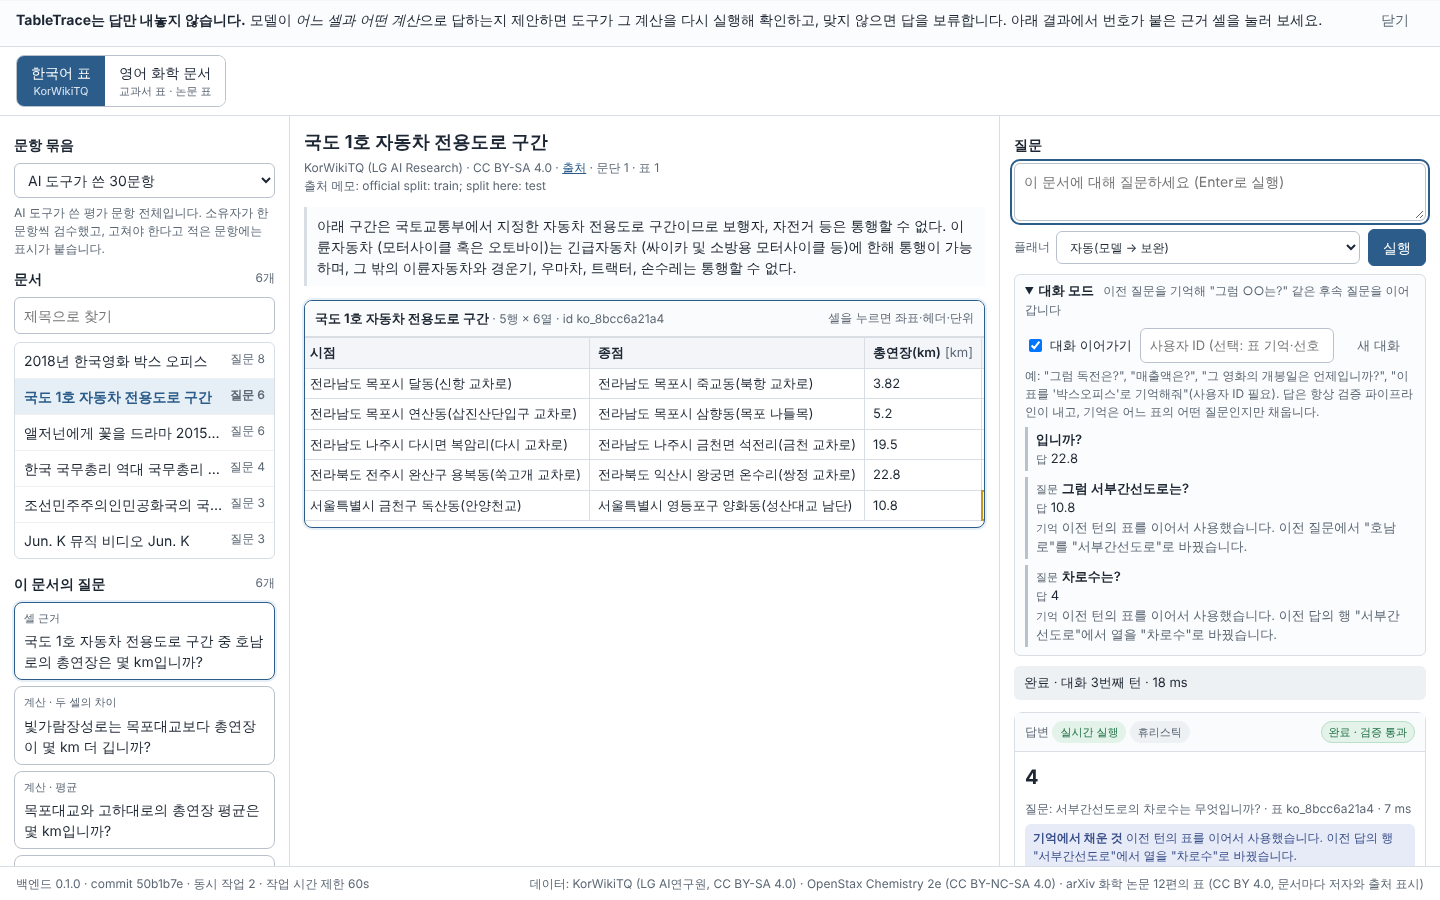 TableTrace는 답만 내놓지 않습니다. 모델이 어느 셀과 어떤 계산으로 답하는지 제안하면 도구가 그 계산을 다시 실행해 확인하고, 맞지 않으면 답을 보류합니다. 아래 결과에서 번호가 붙은 근거 셀을 눌러 보세요. 닫기
한국어 표
KorWikiTQ
영어 화학 문서
교과서 표 · 논문 표
문항 묶음
AI 도구가 쓴 30문항
AI 도구가 쓴 평가 문항 전체입니다. 소유자가 한
문항씩 검수했고, 고쳐야 한다고 적은 문항에는
표시가 붙습니다.
문서 6개
제목으로 찾기
2018년 한국영화 박스 오피스 질문 8
국도 1호 자동차 전용도로 구간 질문 6
앨저넌에게 꽃을 드라마 2015... 질문 6
한국 국무총리 역대 국무총리 ... 질문 4
조선민주주의인민공화국의 국... 질문 3
Jun. K 뮤직 비디오 Jun. K 질문 3
이 문서의 질문 6개
셀 근거
국도 1호 자동차 전용도로 구간 중 호남
로의 총연장은 몇 km입니까?
계산 · 두 셀의 차이
빛가람장성로는 목포대교보다 총연장
이 몇 km 더 깁니까?
계산 · 평균
목포대교와 고하대로의 총연장 평균은
몇 km입니까?
국도 1호 자동차 전용도로 구간
KorWikiTQ (LG AI Research) · CC BY-SA 4.0 · 출처 · 문단 1 · 표 1
출처 메모: official split: train; split here: test
아래 구간은 국토교통부에서 지정한 자동차 전용도로 구간이므로 보행자, 자전거 등은 통행할 수 없다. 이
륜자동차 (모터사이클 혹은 오토바이)는 긴급자동차 (싸이카 및 소방용 모터사이클 등)에 한해 통행이 가능
하며, 그 밖의 이륜자동차와 경운기, 우마차, 트랙터, 손수레는 통행할 수 없다.
국도 1호 자동차 전용도로 구간 · 5행 × 6열 · id ko_8bcc6a21a4 셀을 누르면 좌표·헤더·단위
시점 종점 총연장(km) [km]
전라남도 목포시 달동(신항 교차로) 전라남도 목포시 죽교동(북항 교차로) 3.82
전라남도 목포시 연산동(삽진산단입구 교차로) 전라남도 목포시 삼향동(목포 나들목) 5.2
전라남도 나주시 다시면 복암리(다시 교차로) 전라남도 나주시 금천면 석전리(금천 교차로) 19.5
전라북도 전주시 완산구 용복동(쑥고개 교차로) 전라북도 익산시 왕궁면 온수리(쌍정 교차로) 22.8
서울특별시 금천구 독산동(안양천교) 서울특별시 영등포구 양화동(성산대교 남단) 10.8
질문
이 문서에 대해 질문하세요 (Enter로 실행)
플래너 자동(모델 → 보완) 실행
▼ 대화 모드 이전 질문을 기억해 "그럼 ○○는?" 같은 후속 질문을 이어
갑니다
대화 이어가기 사용자 ID (선택: 표 기억·선호 새 대화
예: "그럼 독전은?", "매출액은?", "그 영화의 개봉일은 언제입니까?", "이
표를 '박스오피스'로 기억해줘"(사용자 ID 필요). 답은 항상 검증 파이프라
인이 내고, 기억은 어느 표의 어떤 질문인지만 채웁니다.
입니까?
답 22.8
질문 그럼 서부간선도로는?
답 10.8
기억 이전 턴의 표를 이어서 사용했습니다. 이전 질문에서 "호남
로"를 "서부간선도로"로 바꿨습니다.
질문 차로수는?
답 4
기억 이전 턴의 표를 이어서 사용했습니다. 이전 답의 행 "서부간
선도로"에서 열을 "차로수"로 바꿨습니다.
완료 · 대화 3번째 턴 · 18 ms
답변 실시간 실행 휴리스틱 완료 · 검증 통과
4
질문: 서부간선도로의 차로수는 무엇입니까? · 표 ko_8bcc6a21a4 · 7 ms
기억에서 채운 것 이전 턴의 표를 이어서 사용했습니다. 이전 답의 행
"서부간선도로"에서 열을 "차로수"로 바꿨습니다.
백엔드 0.1.0 · commit 50b1b7e · 동시 작업 2 · 작업 시간 제한 60s
데이터: KorWikiTQ (LG AI연구원, CC BY-SA 4.0) · OpenStax Chemistry 2e (CC BY-NC-SA 4.0) · arXiv 화학 논문 12편의 표 (CC BY 4.0, 문서마다 저자와 출처 표시)